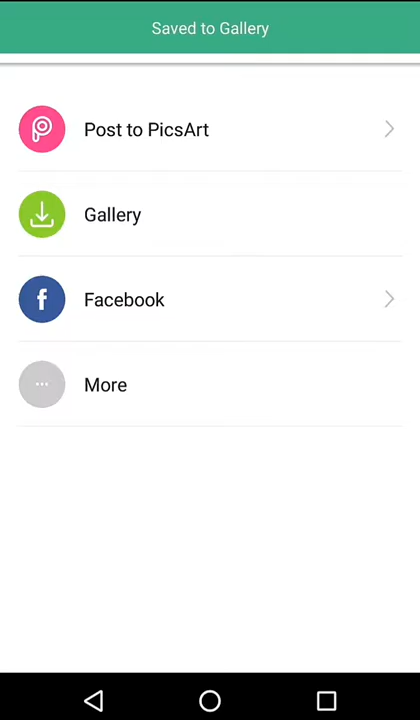 Saved to Gallery
Post to PicsArt
Gallery
Facebook
More